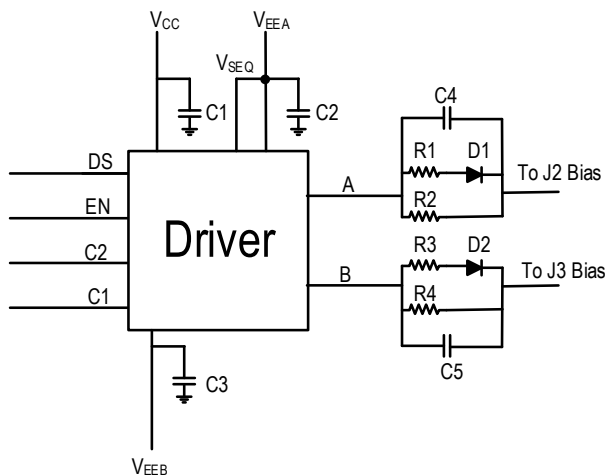 VCC
VEEA
VSEQ
C1
C2
C4
DS
R1
D1
To J2 Bias
EN
A
R2
Driver
C2
R3
D2
To J3 Bias
B
C1
R4
C3
C5
VEEB